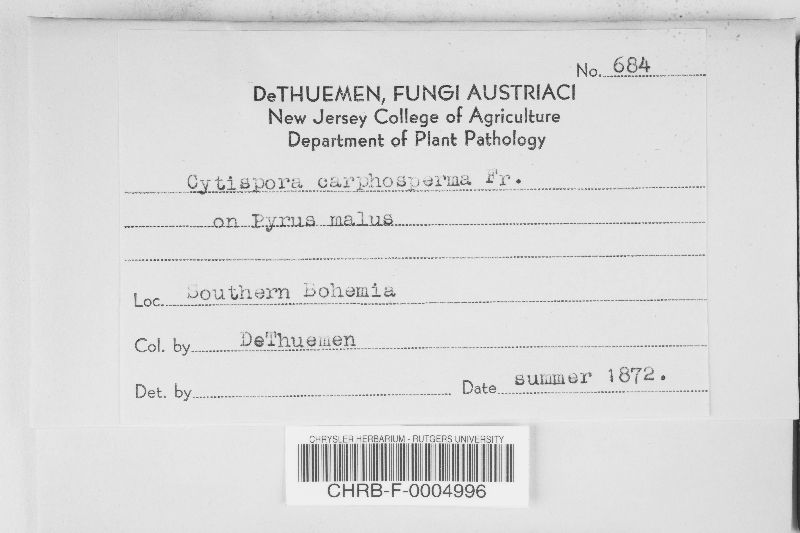 No. 684
DeTHUEMEN, FUNGI AUSTRIACI
New Jersey College of Agriculture
Department of Plant Pathology
Cytispora carphosperma Fr.
on Pyrus malus
Loc. Southern Bohemia
Col. by DeThuemen
Det. by
Date summer 1872.
CHRYSLER HERBARIUM - RUTGERS UNIVERSITY
CHRB-F-0004996